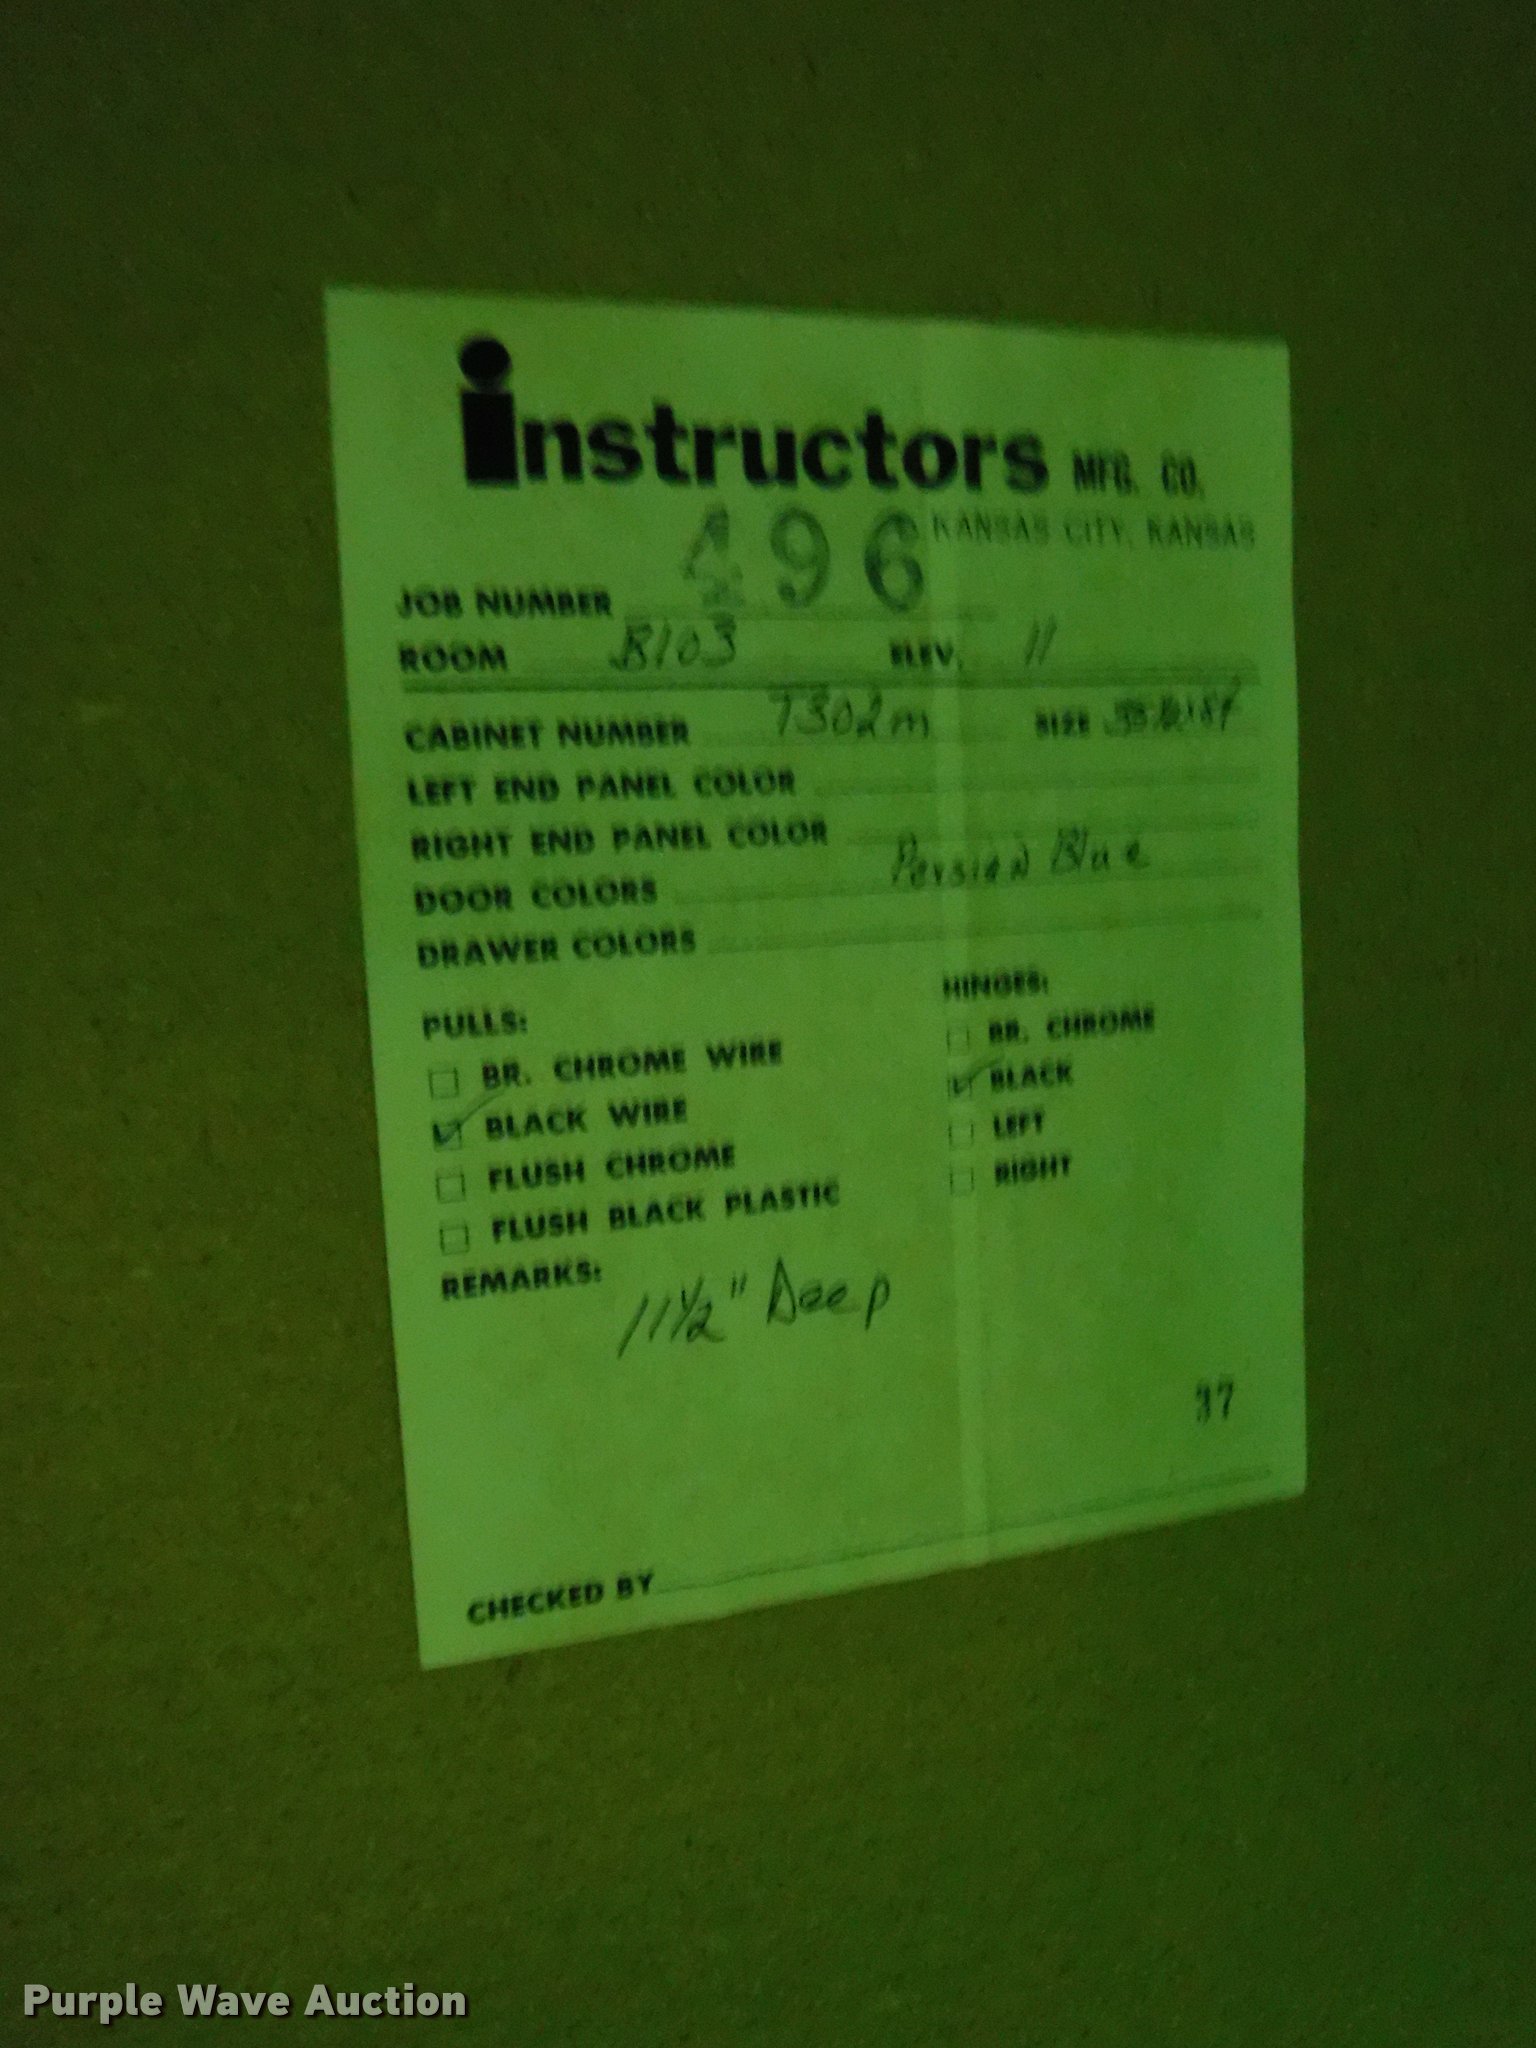 instructors MFG. CO.
KANSAS CITY, KANSAS
JOB NUMBER 496
ROOM B103 ELEV. 11
CABINET NUMBER 7302m SIZE
LEFT END PANEL COLOR
RIGHT END PANEL COLOR
DOOR COLORS Persian Blue
DRAWER COLORS
PULLS:
BR. CHROME WIRE
BLACK WIRE
FLUSH CHROME
FLUSH BLACK PLASTIC
HINGES:
BR. CHROME
BLACK
LEFT
RIGHT
REMARKS: 11½" Deep
37
CHECKED BY
Purple Wave Auction